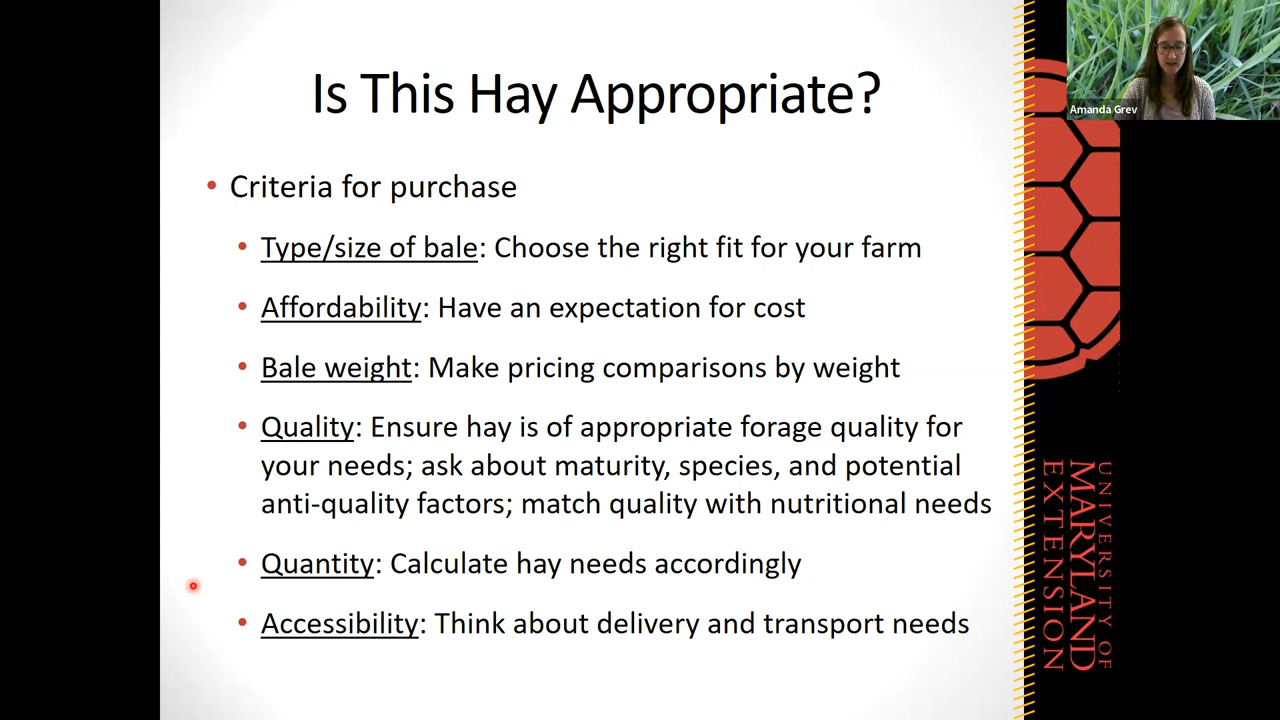 Is This Hay Appropriate?
Amanda Grev
• Criteria for purchase
• Type/size of bale: Choose the right fit for your farm
• Affordability: Have an expectation for cost
• Bale weight: Make pricing comparisons by weight
• Quality: Ensure hay is of appropriate forage quality for
your needs; ask about maturity, species, and potential
anti-quality factors; match quality with nutritional needs
• Quantity: Calculate hay needs accordingly
• Accessibility: Think about delivery and transport needs
UNIVERSITY OF
MARYLAND
EXTENSION